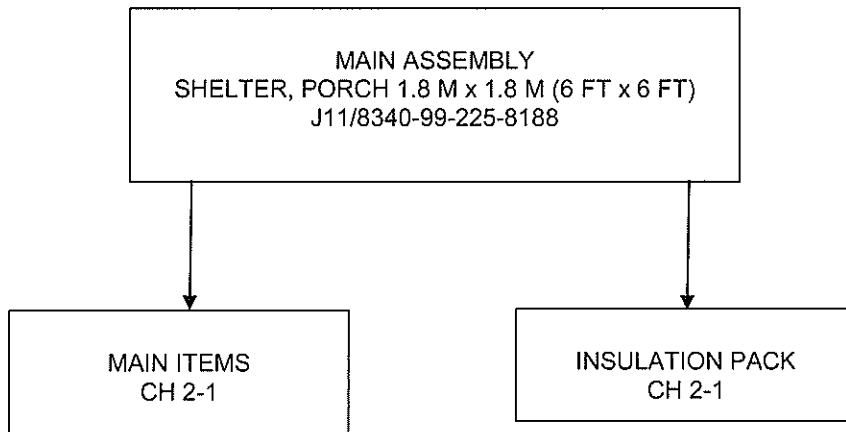 MAIN ASSEMBLY
SHELTER, PORCH 1.8 M x 1.8 M (6 FT x 6 FT)
J11/8340-99-225-8188
MAIN ITEMS
CH 2-1
INSULATION PACK
CH 2-1